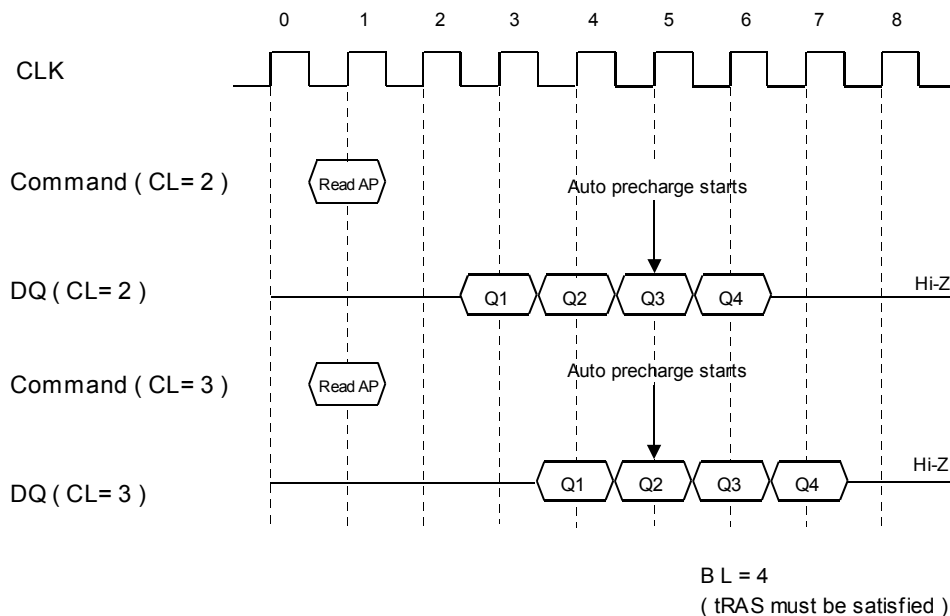 0 1 2 3 4 5 6 7 8
CLK
Command ( CL= 2 )
Read AP
Auto precharge starts
DQ ( CL= 2 )
Q1 Q2 Q3 Q4
Hi-Z
Command ( CL= 3 )
Read AP
Auto precharge starts
DQ ( CL= 3 )
Q1 Q2 Q3 Q4
Hi-Z
B L = 4
( tRAS must be satisfied )